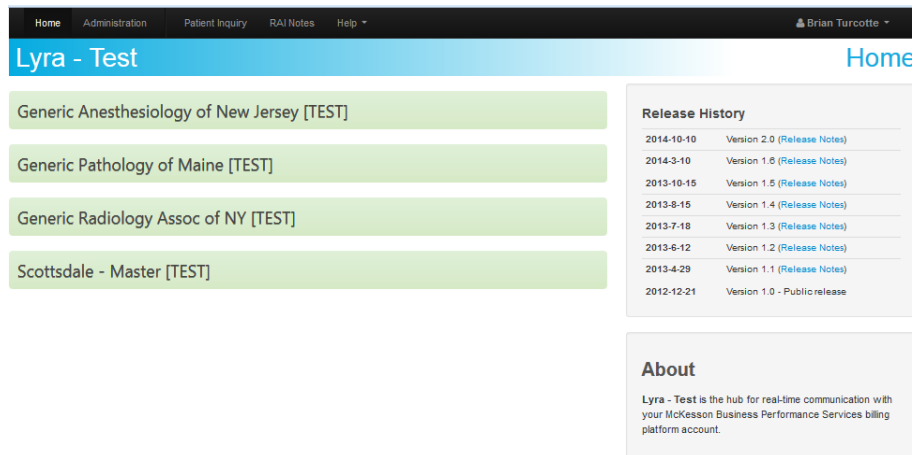 Home Administration Patient Inquiry RAI Notes Help Brian Turcotte
Lyra - Test Home
Generic Anesthesiology of New Jersey [TEST]
Generic Pathology of Maine [TEST]
Generic Radiology Assoc of NY [TEST]
Scottsdale - Master [TEST]
Release History
2014-10-10 Version 2.0 (Release Notes)
2014-3-10 Version 1.6 (Release Notes)
2013-10-15 Version 1.5 (Release Notes)
2013-8-15 Version 1.4 (Release Notes)
2013-7-18 Version 1.3 (Release Notes)
2013-6-12 Version 1.2 (Release Notes)
2013-4-29 Version 1.1 (Release Notes)
2012-12-21 Version 1.0 - Public release
About
Lyra - Test is the hub for real-time communication with
your McKesson Business Performance Services billing
platform account.